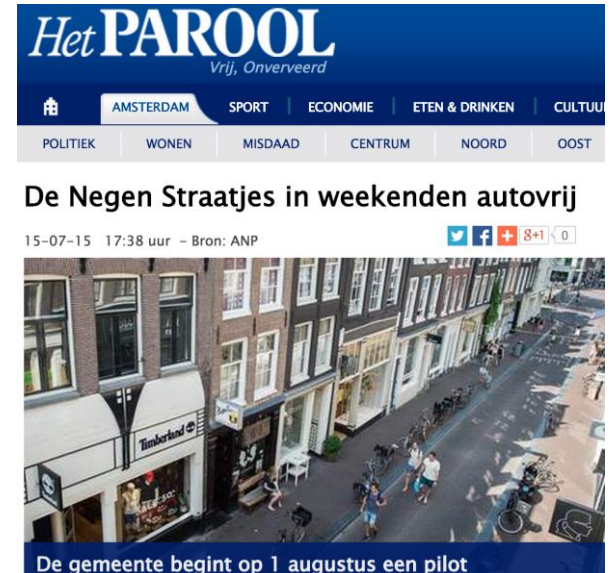 Het PAROOL
Vrij, Onverveerd
AMSTERDAM SPORT ECONOMIE ETEN & DRINKEN CULTUU
POLITIEK WONEN MISDAAD CENTRUM NOORD OOST
De Negen Straatjes in weekenden autovrij
15-07-15 17:38 uur - Bron: ANP
8+1 0
Timberland
De gemeente begint op 1 augustus een pilot